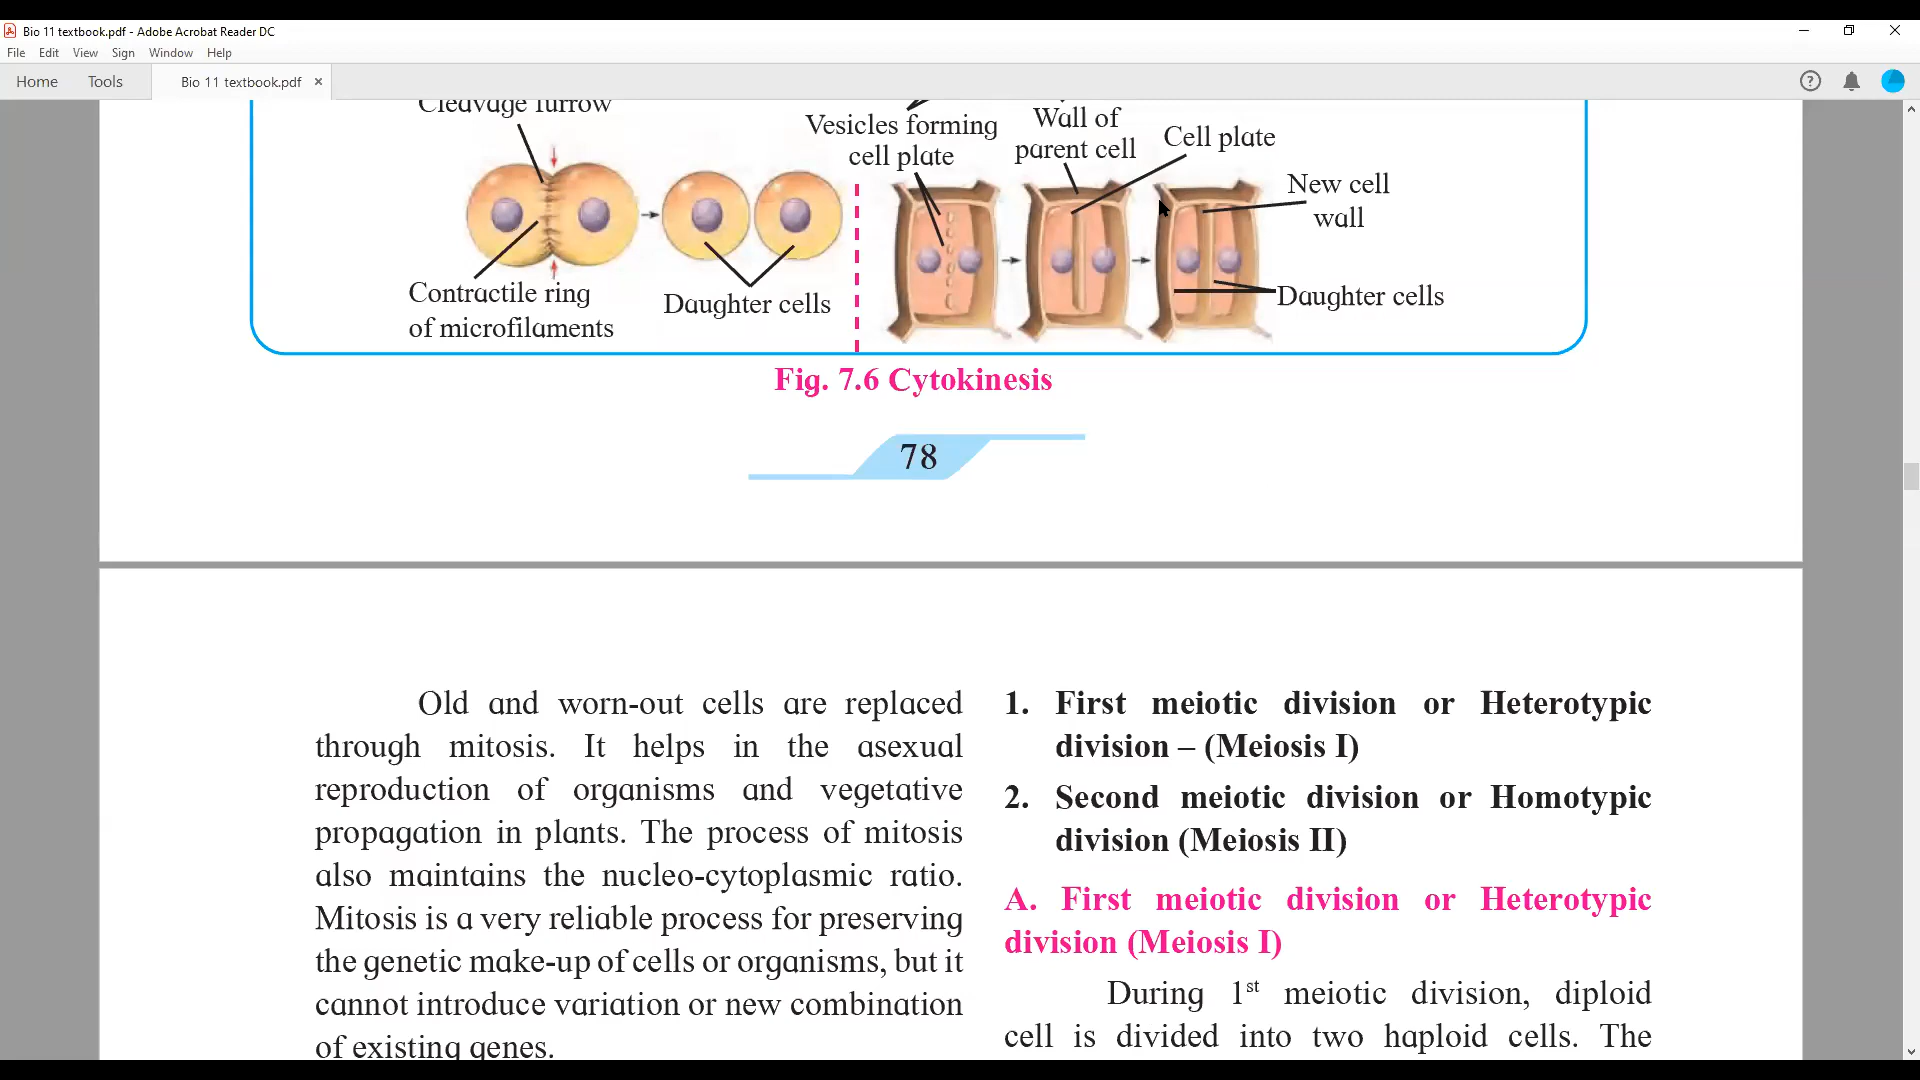 Bio 11 textbook.pdf - Adobe Acrobat Reader DC
File Edit View Sign Window Help
Home Tools Bio 11 textbook.pdf ×
Cleavage furrow
Contractile ring
of microfilaments
Daughter cells
Vesicles forming
cell plate
Wall of
parent cell
Cell plate
New cell
wall
Daughter cells
Fig. 7.6 Cytokinesis
78
Old and worn-out cells are replaced
through mitosis. It helps in the asexual
reproduction of organisms and vegetative
propagation in plants. The process of mitosis
also maintains the nucleo-cytoplasmic ratio.
Mitosis is a very reliable process for preserving
the genetic make-up of cells or organisms, but it
cannot introduce variation or new combination
of existing genes.
1. First meiotic division or Heterotypic
division – (Meiosis I)
2. Second meiotic division or Homotypic
division (Meiosis II)
A. First meiotic division or Heterotypic
division (Meiosis I)
During 1st meiotic division, diploid
cell is divided into two haploid cells. The